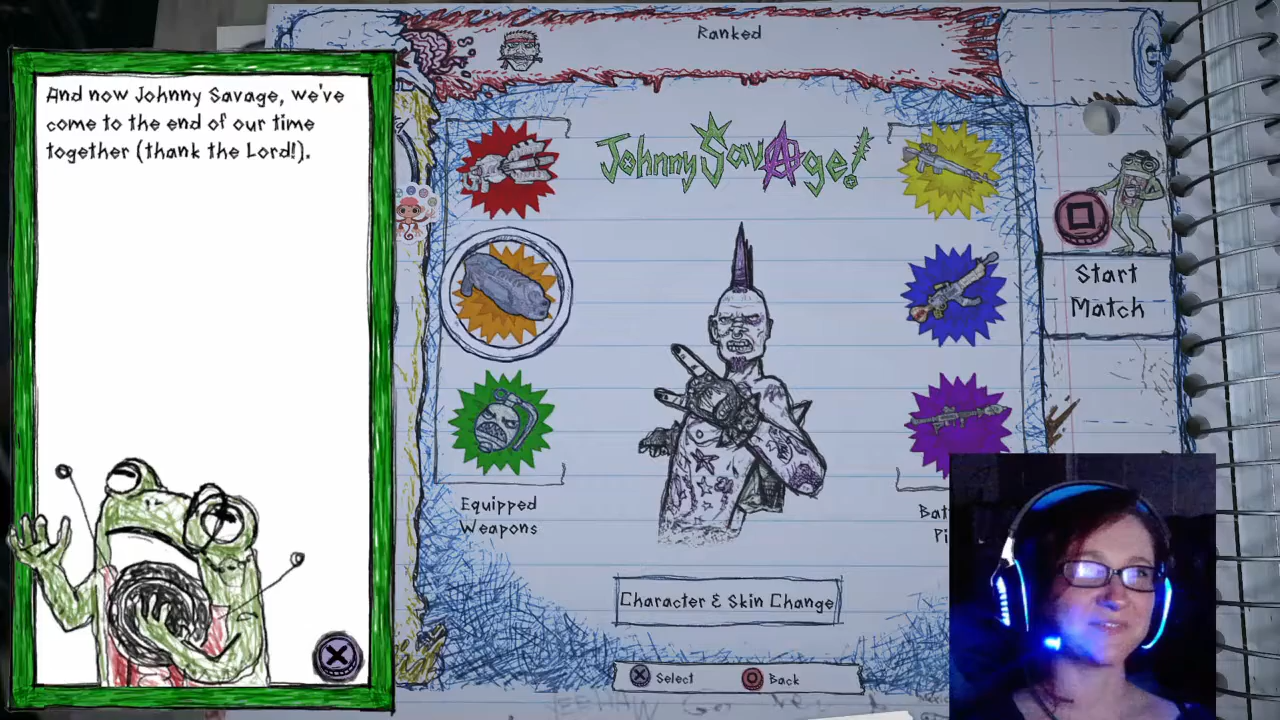 Ranked
And now Johnny Savage, we've
come to the end of our time
together (thank the Lord!).
Johnny Savage!
Start
Match
Equipped
Weapons
Character & Skin Change
Select
Back